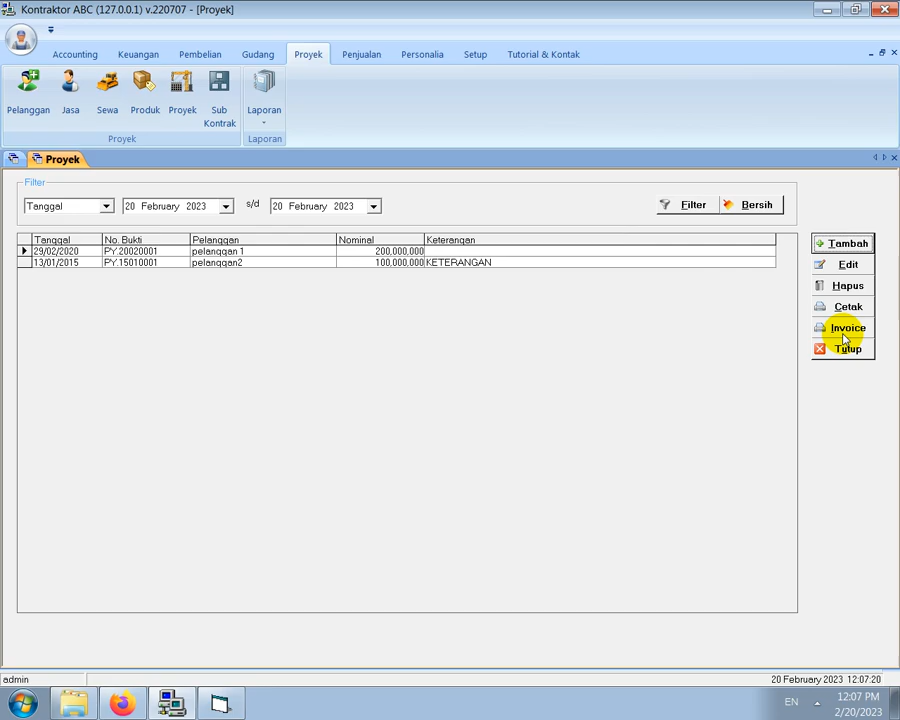 Kontraktor ABC (127.0.0.1) v.220707 - [Proyek]
Accounting Keuangan Pembelian Gudang Proyek Penjualan Personalia Setup Tutorial & Kontak
Pelanggan Jasa Sewa Produk Proyek Sub Kontrak Laporan
Proyek Laporan
Proyek
Filter
Tanggal 20 February 2023 s/d 20 February 2023 Filter Bersih
Tanggal No. Bukti Pelanggan Nominal Keterangan
29/02/2020 PY.20020001 pelanggan 1 200,000,000
13/01/2015 PY.15010001 pelanggan2 100,000,000 KETERANGAN
Tambah
Edit
Hapus
Cetak
Invoice
Tutup
admin 20 February 2023 12:07:20
EN 12:07 PM
2/20/2023